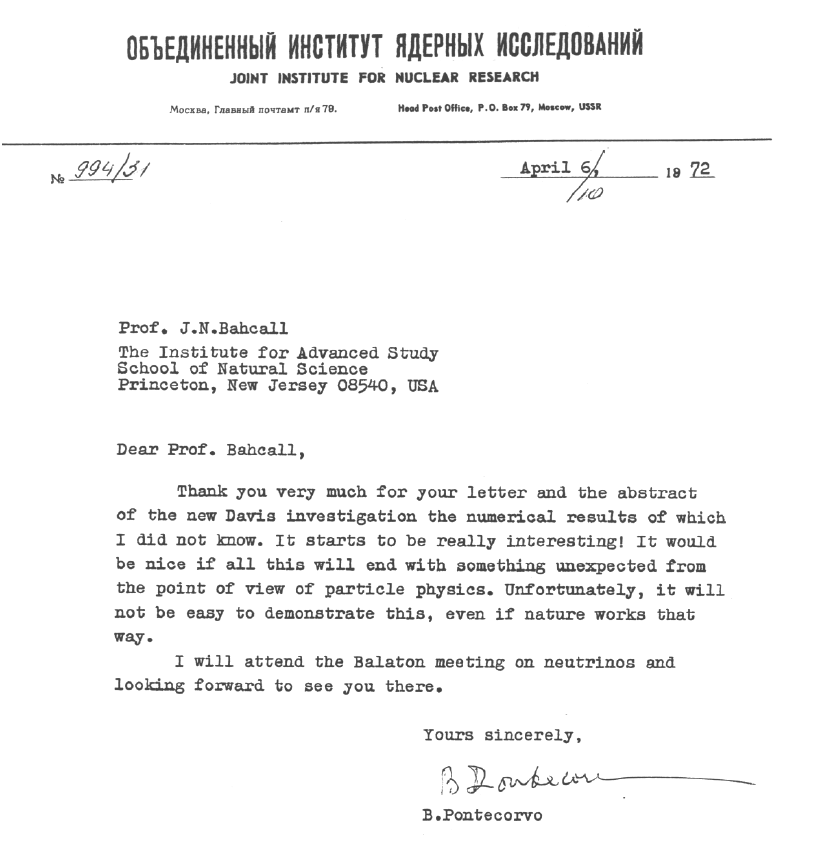 ОБЪЕДИНЕННЫЙ ИНСТИТУТ ЯДЕРНЫХ ИССЛЕДОВАНИЙ
JOINT INSTITUTE FOR NUCLEAR RESEARCH
Москва, Главный почтамт п/я 79. Head Post Office, P.O. Box 79, Moscow, USSR
№ 994/31 April 6/, 1972
/10
Prof. J.N.Bahcall
The Institute for Advanced Study
School of Natural Science
Princeton, New Jersey 08540, USA
Dear Prof. Bahcall,
Thank you very much for your letter and the abstract
of the new Davis investigation the numerical results of which
I did not know. It starts to be really interesting! It would
be nice if all this will end with something unexpected from
the point of view of particle physics. Unfortunately, it will
not be easy to demonstrate this, even if nature works that
way.
I will attend the Balaton meeting on neutrinos and
looking forward to see you there.
Yours sincerely,
B Pontecorvo
B.Pontecorvo